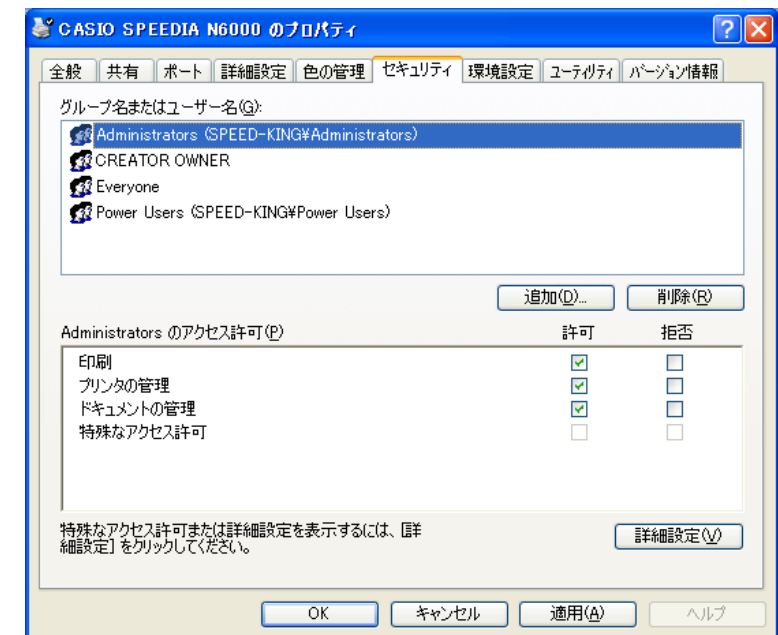 CASIO SPEEDIA N6000 のプロパティ
全般 共有 ポート 詳細設定 色の管理 セキュリティ 環境設定 ユーティリティ バージョン情報
グループ名またはユーザー名(G):
Administrators (SPEED-KING¥Administrators)
CREATOR OWNER
Everyone
Power Users (SPEED-KING¥Power Users)
追加(D)... 削除(R)
Administrators のアクセス許可(P) 許可 拒否
印刷
プリンタの管理
ドキュメントの管理
特殊なアクセス許可
特殊なアクセス許可または詳細設定を表示するには、[詳
細設定] をクリックしてください。
詳細設定(V)
OK キャンセル 適用(A) ヘルプ